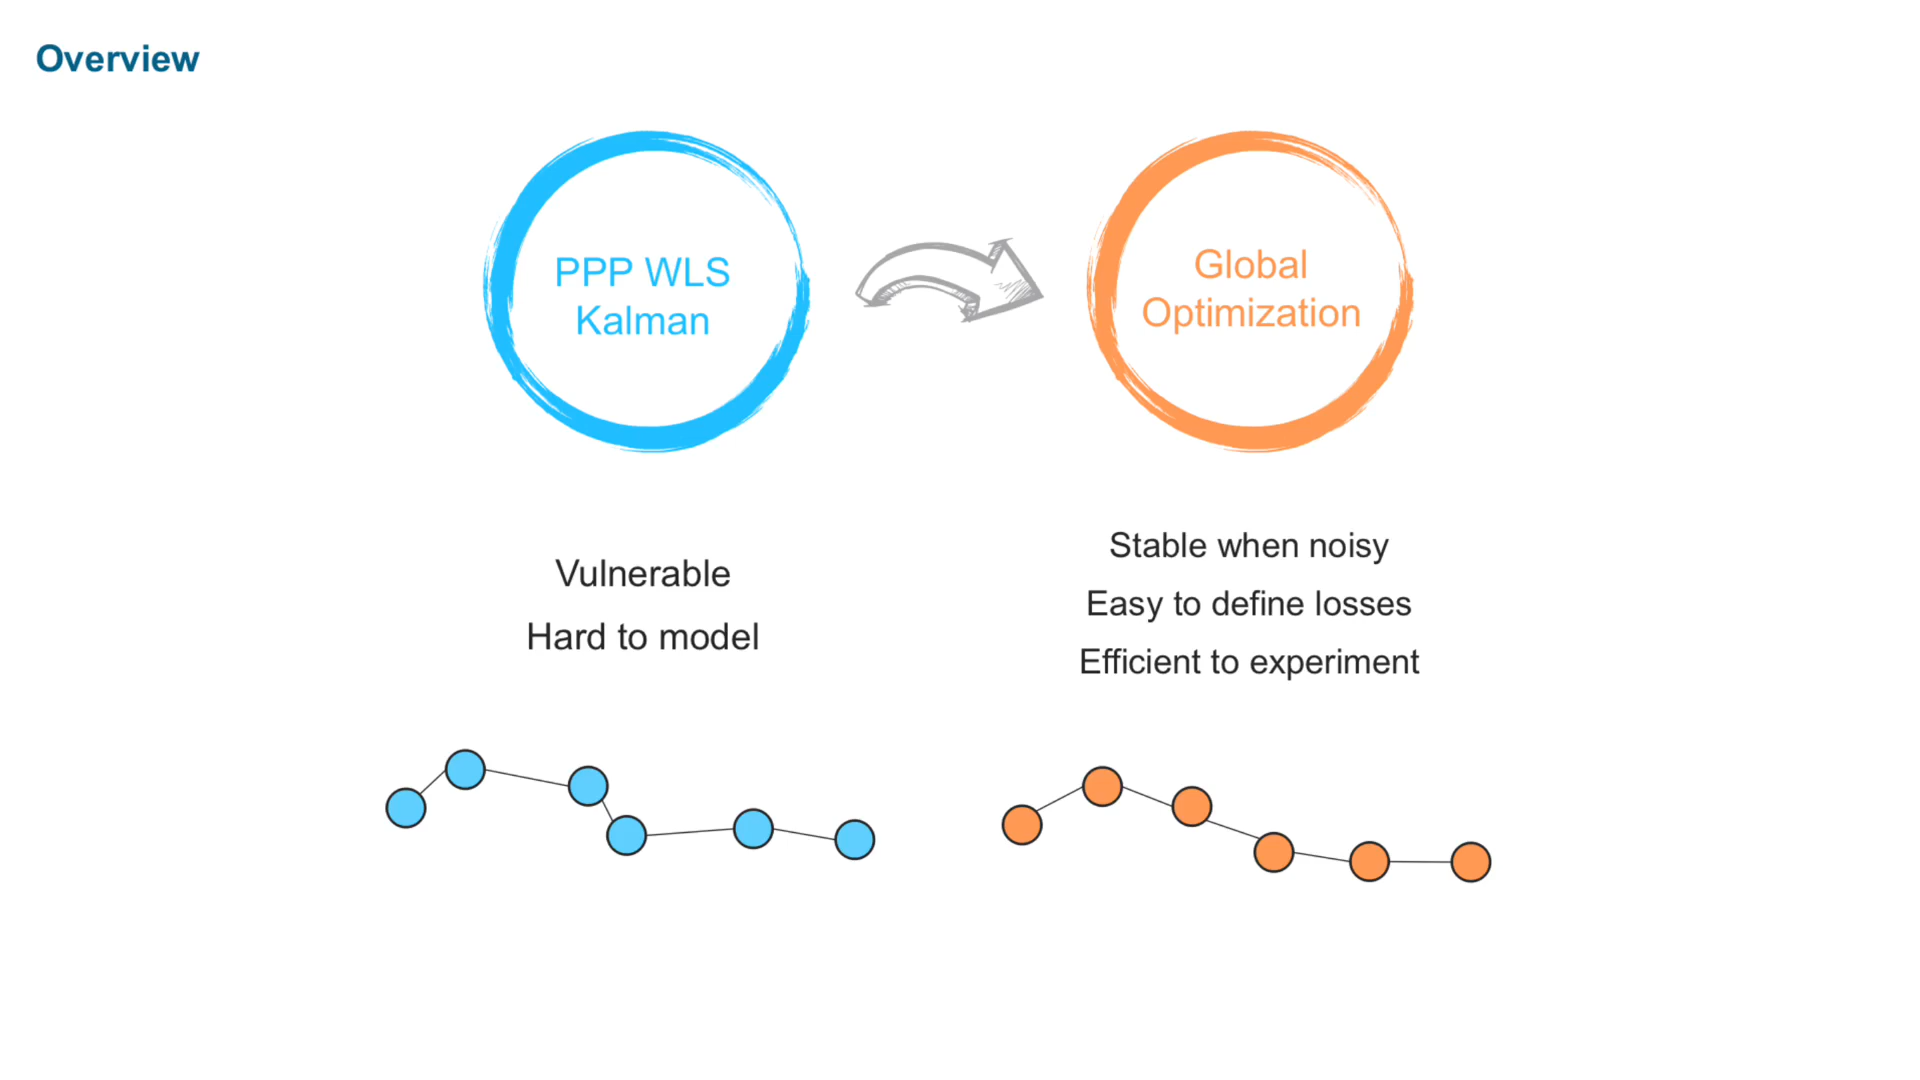 Overview
PPP WLS
Kalman
Global
Optimization
Vulnerable
Hard to model
Stable when noisy
Easy to define losses
Efficient to experiment